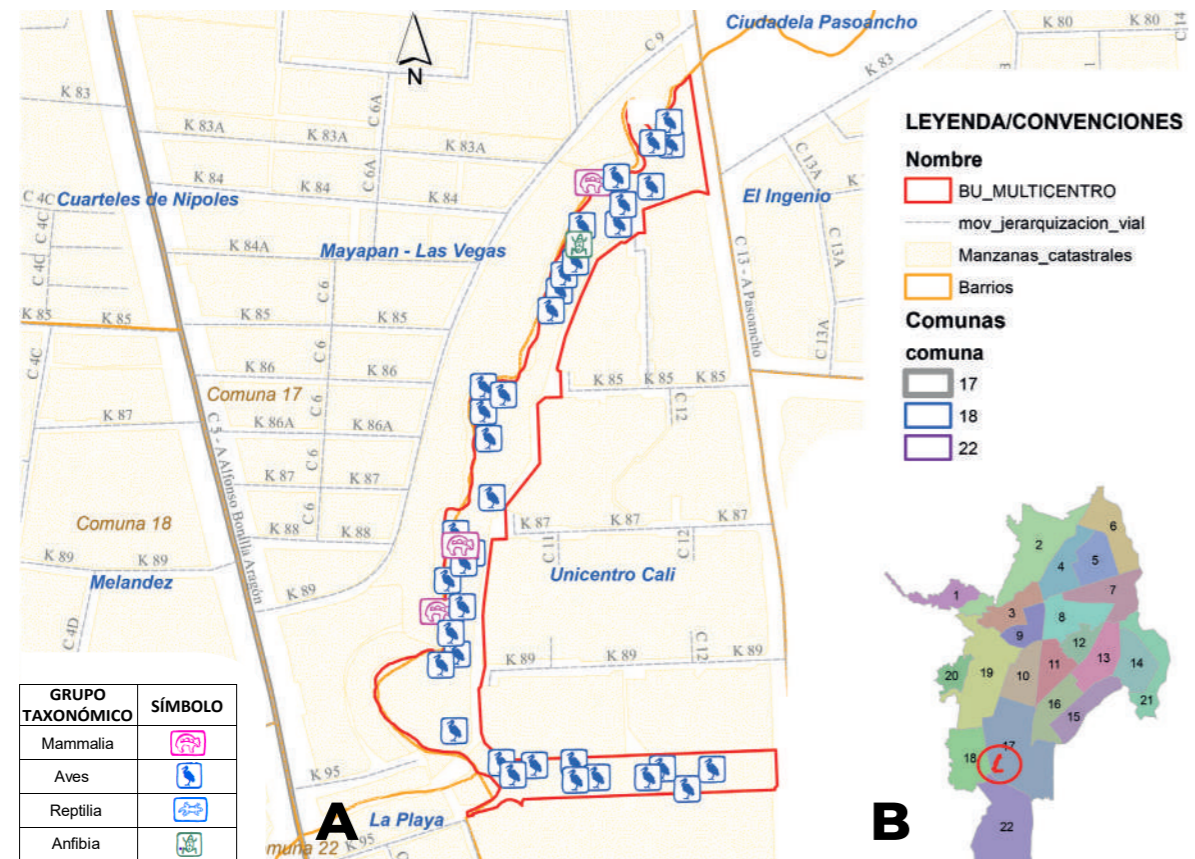 Ciudadela Pasoancho
K 80
K 80
C 14
C 9
K 83
N
K 83
C 6A
K 83A
K 83A
K 83A
C 13A
K 84
K 84
C 6A
K 84
C 4C
Cuarteles de Nipoles
C 4C
El Ingenio
K
K 84A
Mayapan - Las Vegas
C 4C
C 6
C 13 - A Pasoancho
C 13A
K 85
K 85
K 85
K 85
C 6
C 13A
C 4C
K 86
K 86
K 85
K 85
K 85
Comuna 17
C 6
C 12
K 87
C 5 - A Alfonso Bonilla Aragón
K 86A
K 86A
C 6
K 87
K 87
Comuna 18
C 6
K 88
K 88
K 87
K 87
K 87
K 89
K 89
C 11
C 12
Melandez
K 89
Unicentro Cali
C 4D
C 12
K 89
K 89
K 89
K 95
La Playa
K 95
muna 22
C
A
LEYENDA/CONVENCIONES
Nombre
BU_MULTICENTRO
mov_jerarquizacion_vial
Manzanas_catastrales
Barrios
Comunas
comuna
17
18
22
GRUPO TAXONÓMICO
SÍMBOLO
Mammalia
Aves
Reptilia
Anfibia
B
6
2
5
4
1
7
3
8
9
12
13
14
11
20
19
10
16
21
15
17
18
22